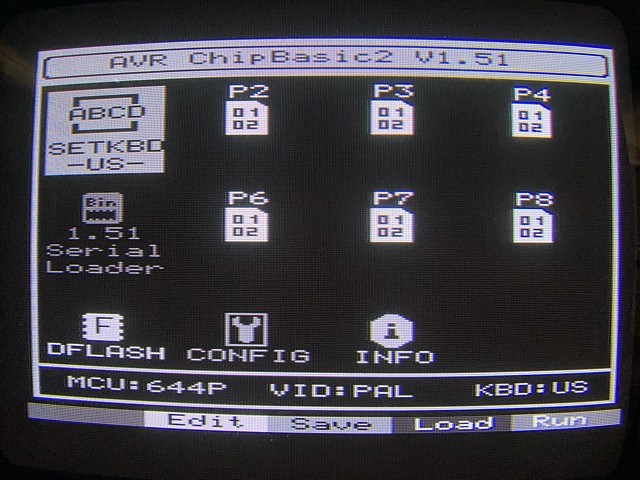 AVR ChipBasic2 V1.51
ABCD
SETKBD
-US-
P2
01
02
P3
01
02
P4
01
02
Bin
1.51
Serial
Loader
P6
01
02
P7
01
02
P8
01
02
F
DFLASH
CONFIG
i
INFO
MCU:644P VID:PAL KBD:US
Edit Save Load Run